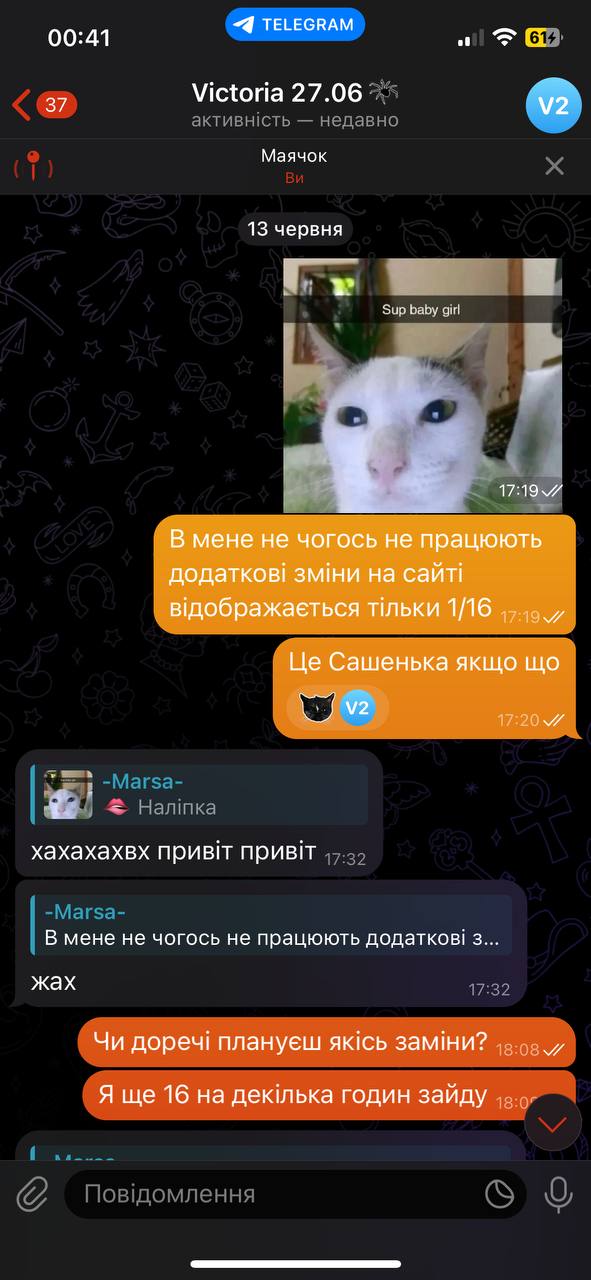 00:41
TELEGRAM
61
37
Victoria 27.06
активність — недавно
V2
Маячок
Ви
13 червня
Sup baby girl
17:19
В мене не чогось не працюють
додаткові зміни на сайті
відображається тільки 1/16 17:19
Це Сашенька якщо що
V2
17:20
-Marsa-
Наліпка
хахахахвх привіт привіт 17:32
-Marsa-
В мене не чогось не працюють додаткові з...
жах 17:32
Чи доречі плануєш якісь заміни? 18:08
Я ще 16 на декілька годин зайду
-Marsa-
Повідомлення